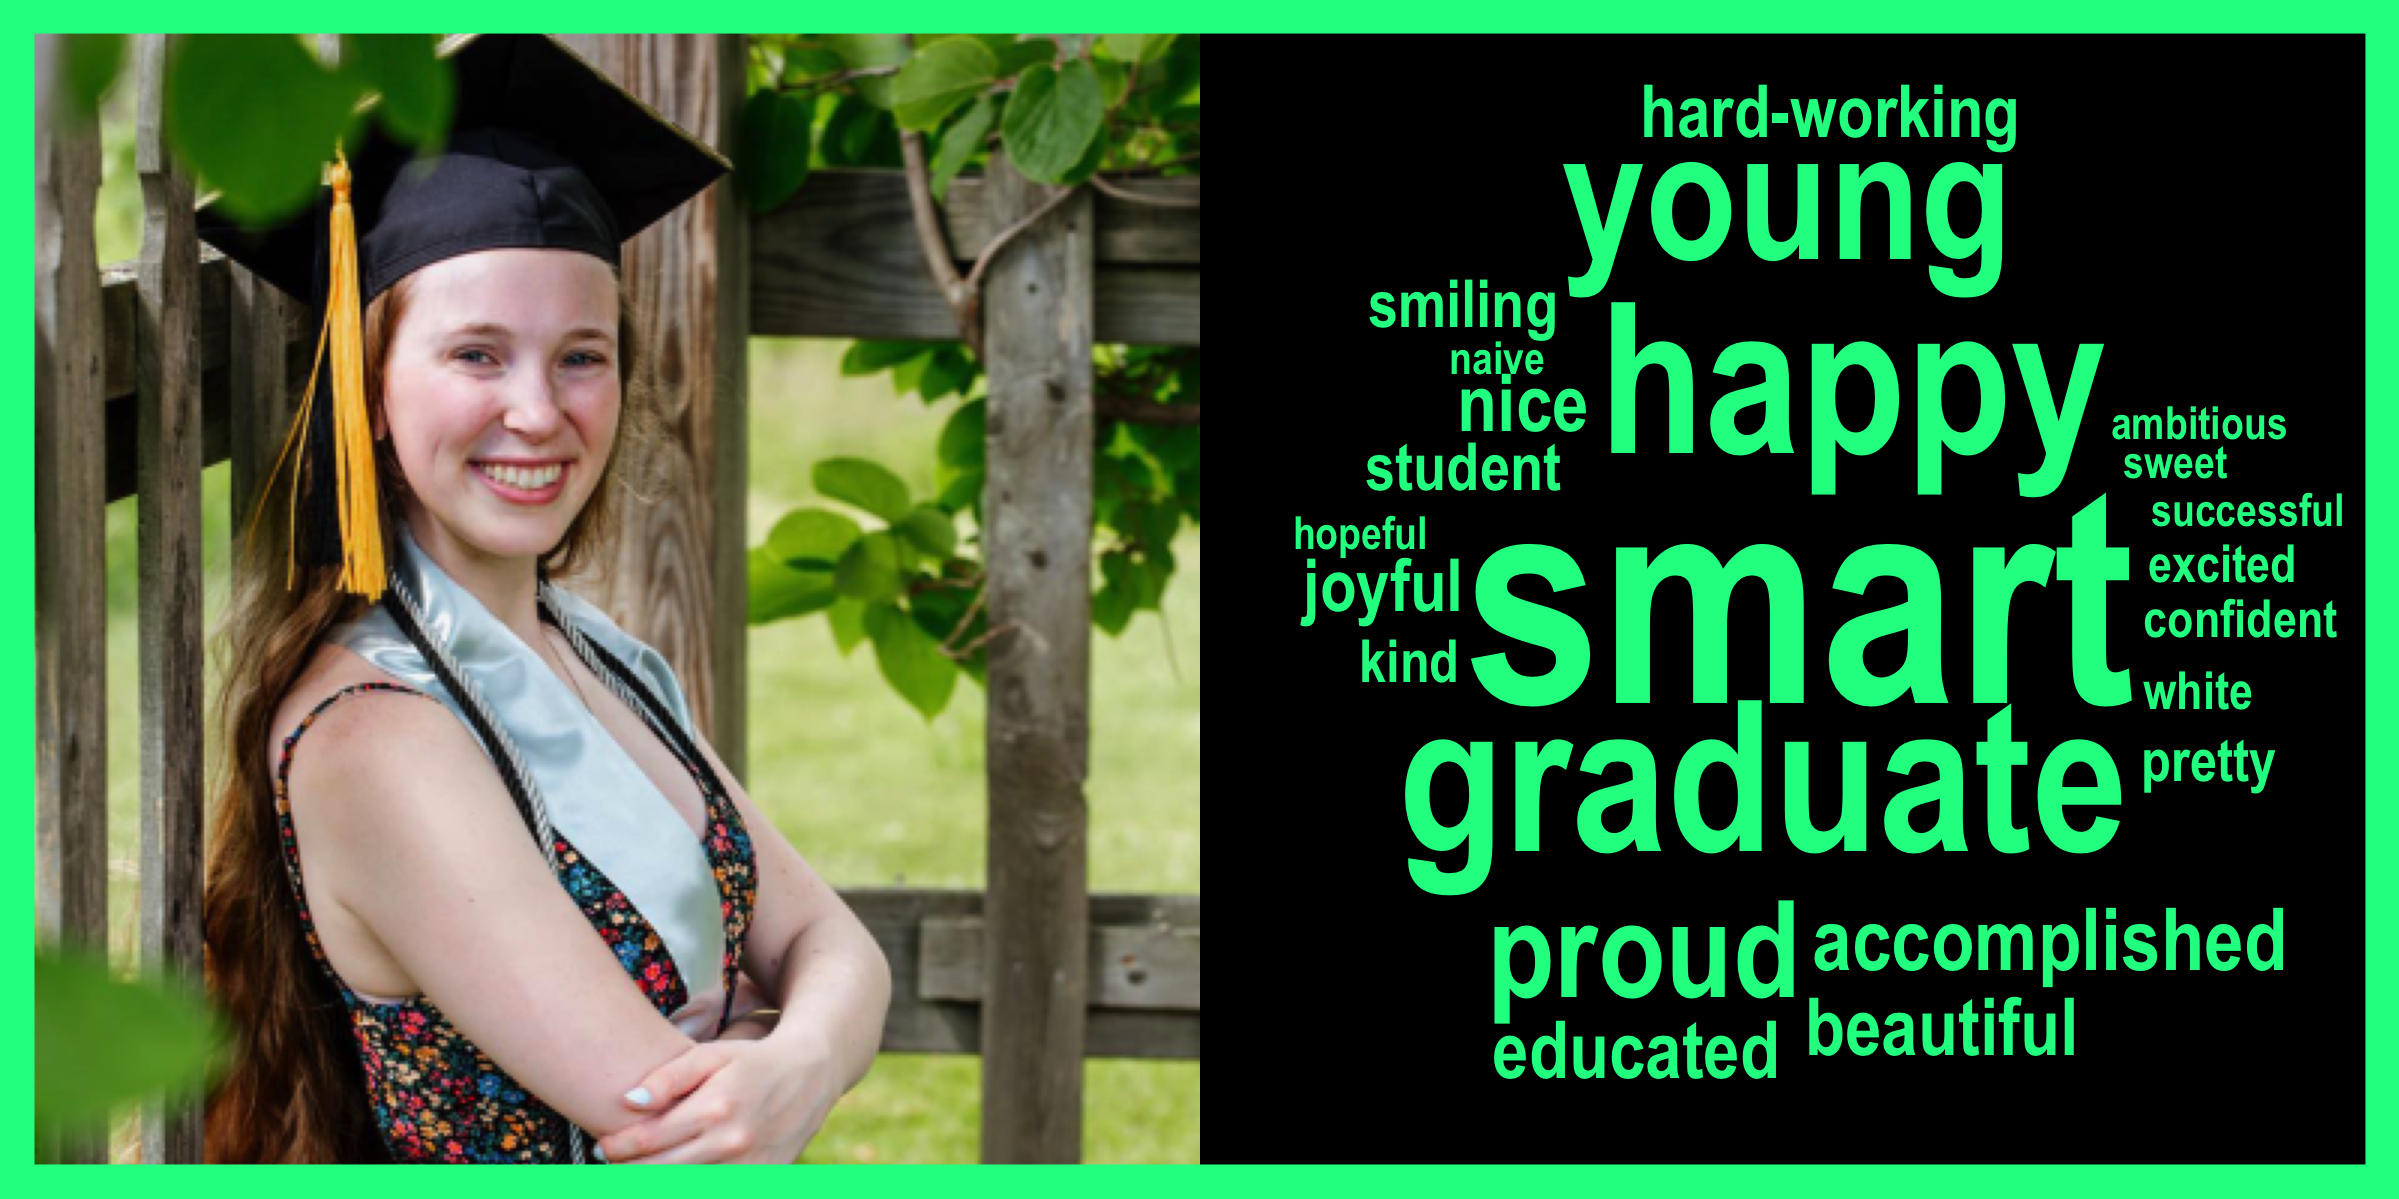 hard-working
young
smiling
happy
naive
nice
ambitious
student
sweet
successful
hopeful
smart
excited
joyful
confident
kind
white
graduate
pretty
proud
accomplished
beautiful
educated